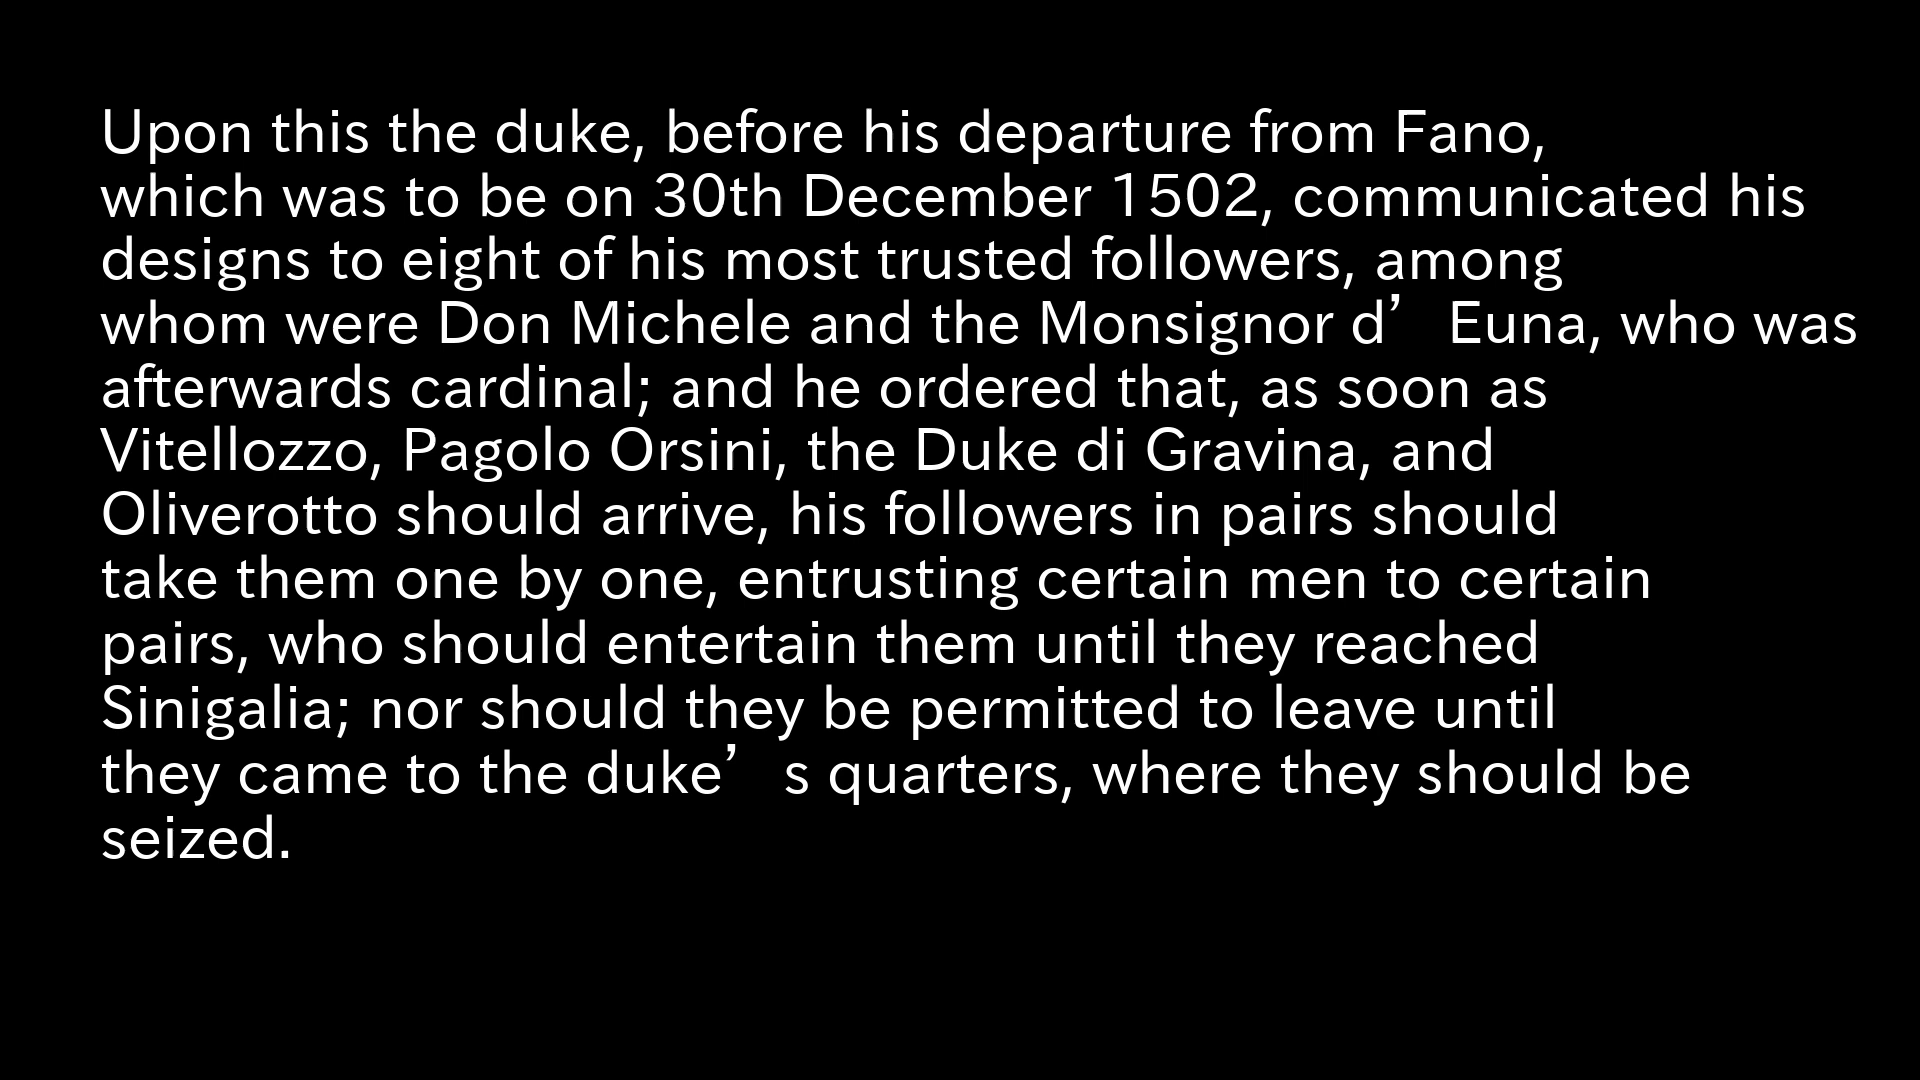 Upon this the duke, before his departure from Fano,
which was to be on 30th December 1502, communicated his
designs to eight of his most trusted followers, among
whom were Don Michele and the Monsignor d’Euna, who was
afterwards cardinal; and he ordered that, as soon as
Vitellozzo, Pagolo Orsini, the Duke di Gravina, and
Oliverotto should arrive, his followers in pairs should
take them one by one, entrusting certain men to certain
pairs, who should entertain them until they reached
Sinigalia; nor should they be permitted to leave until
they came to the duke’s quarters, where they should be
seized.